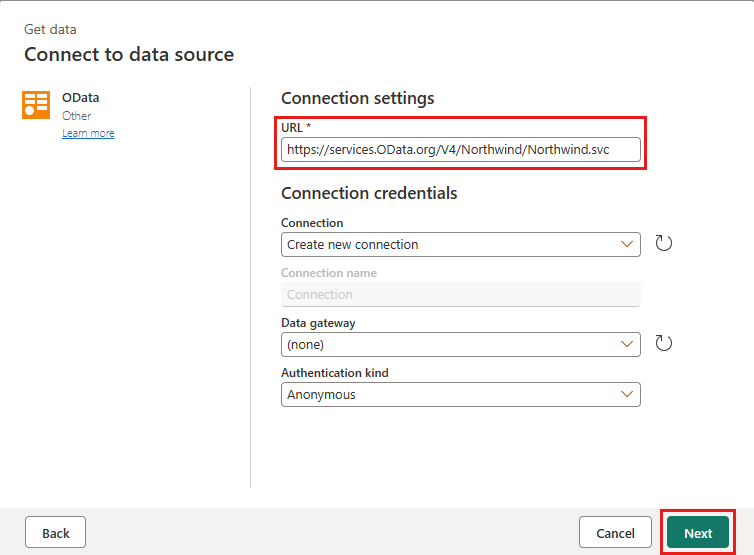 Get data
Connect to data source
OData
Other
Learn more
Connection settings
URL *
https://services.OData.org/V4/Northwind/Northwind.svc
Connection credentials
Connection
Create new connection
Connection name
Connection
Data gateway
(none)
Authentication kind
Anonymous
Back
Cancel
Next